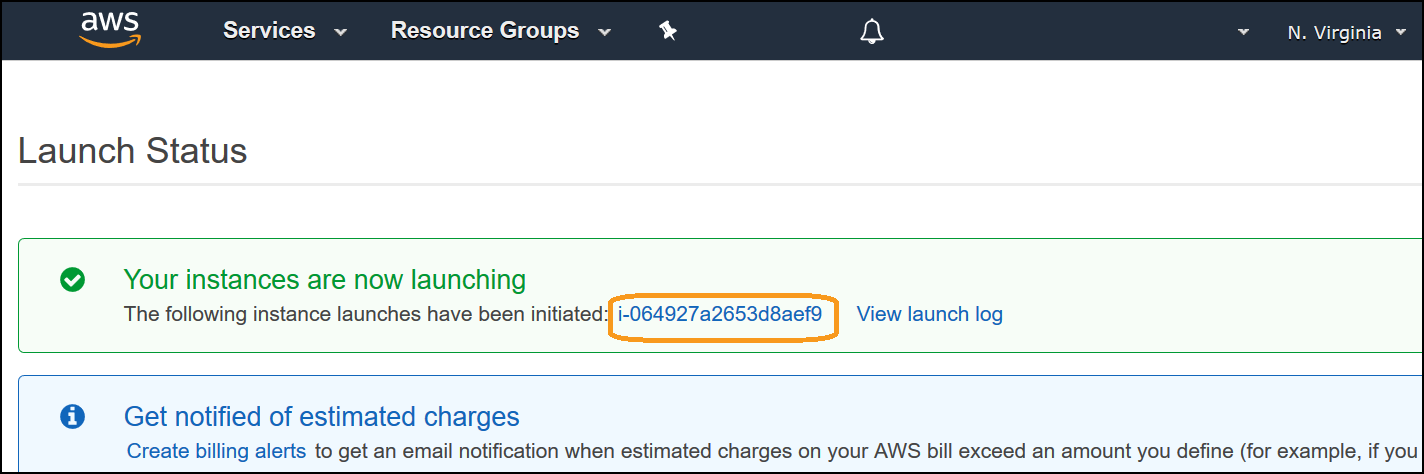 aws Services Resource Groups N. Virginia
Launch Status
Your instances are now launching
The following instance launches have been initiated: i-064927a2653d8aef9 View launch log
Get notified of estimated charges
Create billing alerts to get an email notification when estimated charges on your AWS bill exceed an amount you define (for example, if you